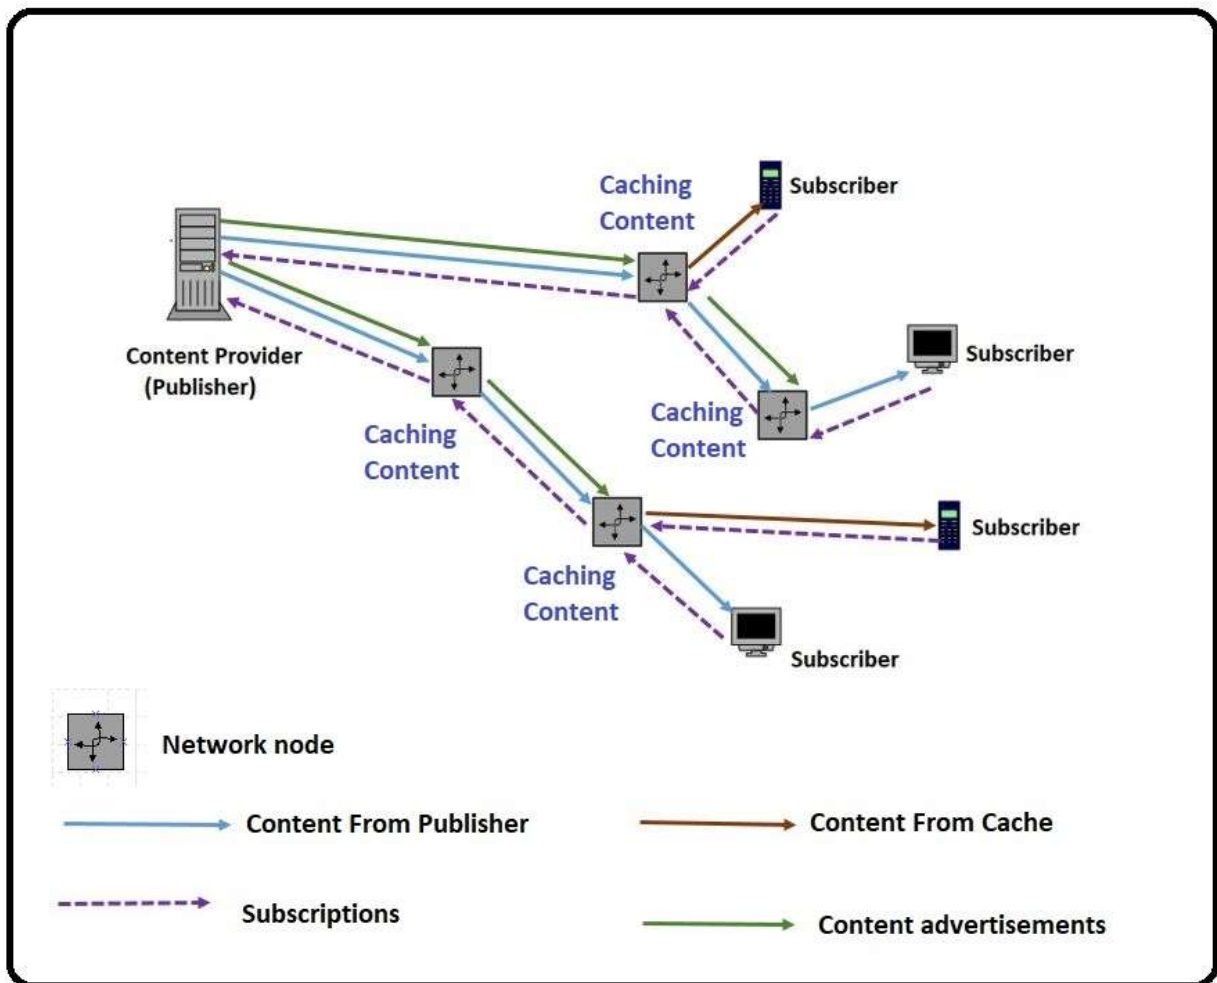 Caching
Content
Subscriber
Content Provider
(Publisher)
Subscriber
Caching
Content
Caching
Content
Subscriber
Caching
Content
Subscriber
Network node
Content From Publisher
Content From Cache
Subscriptions
Content advertisements